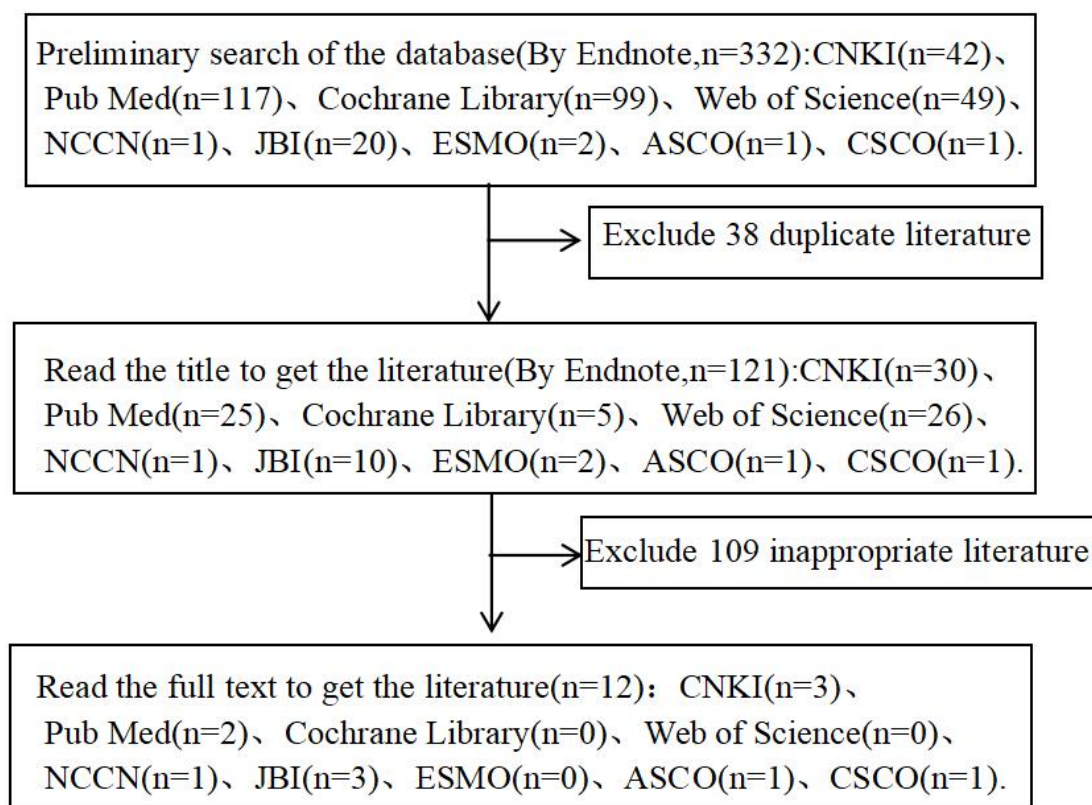 Preliminary search of the database(By Endnote,n=332):CNKI(n=42)、
Pub Med(n=117)、Cochrane Library(n=99)、Web of Science(n=49)、
NCCN(n=1)、JBI(n=20)、ESMO(n=2)、ASCO(n=1)、CSCO(n=1).
Exclude 38 duplicate literature
Read the title to get the literature(By Endnote,n=121):CNKI(n=30)、
Pub Med(n=25)、Cochrane Library(n=5)、Web of Science(n=26)、
NCCN(n=1)、JBI(n=10)、ESMO(n=2)、ASCO(n=1)、CSCO(n=1).
Exclude 109 inappropriate literature
Read the full text to get the literature(n=12)：CNKI(n=3)、
Pub Med(n=2)、Cochrane Library(n=0)、Web of Science(n=0)、
NCCN(n=1)、JBI(n=3)、ESMO(n=0)、ASCO(n=1)、CSCO(n=1).